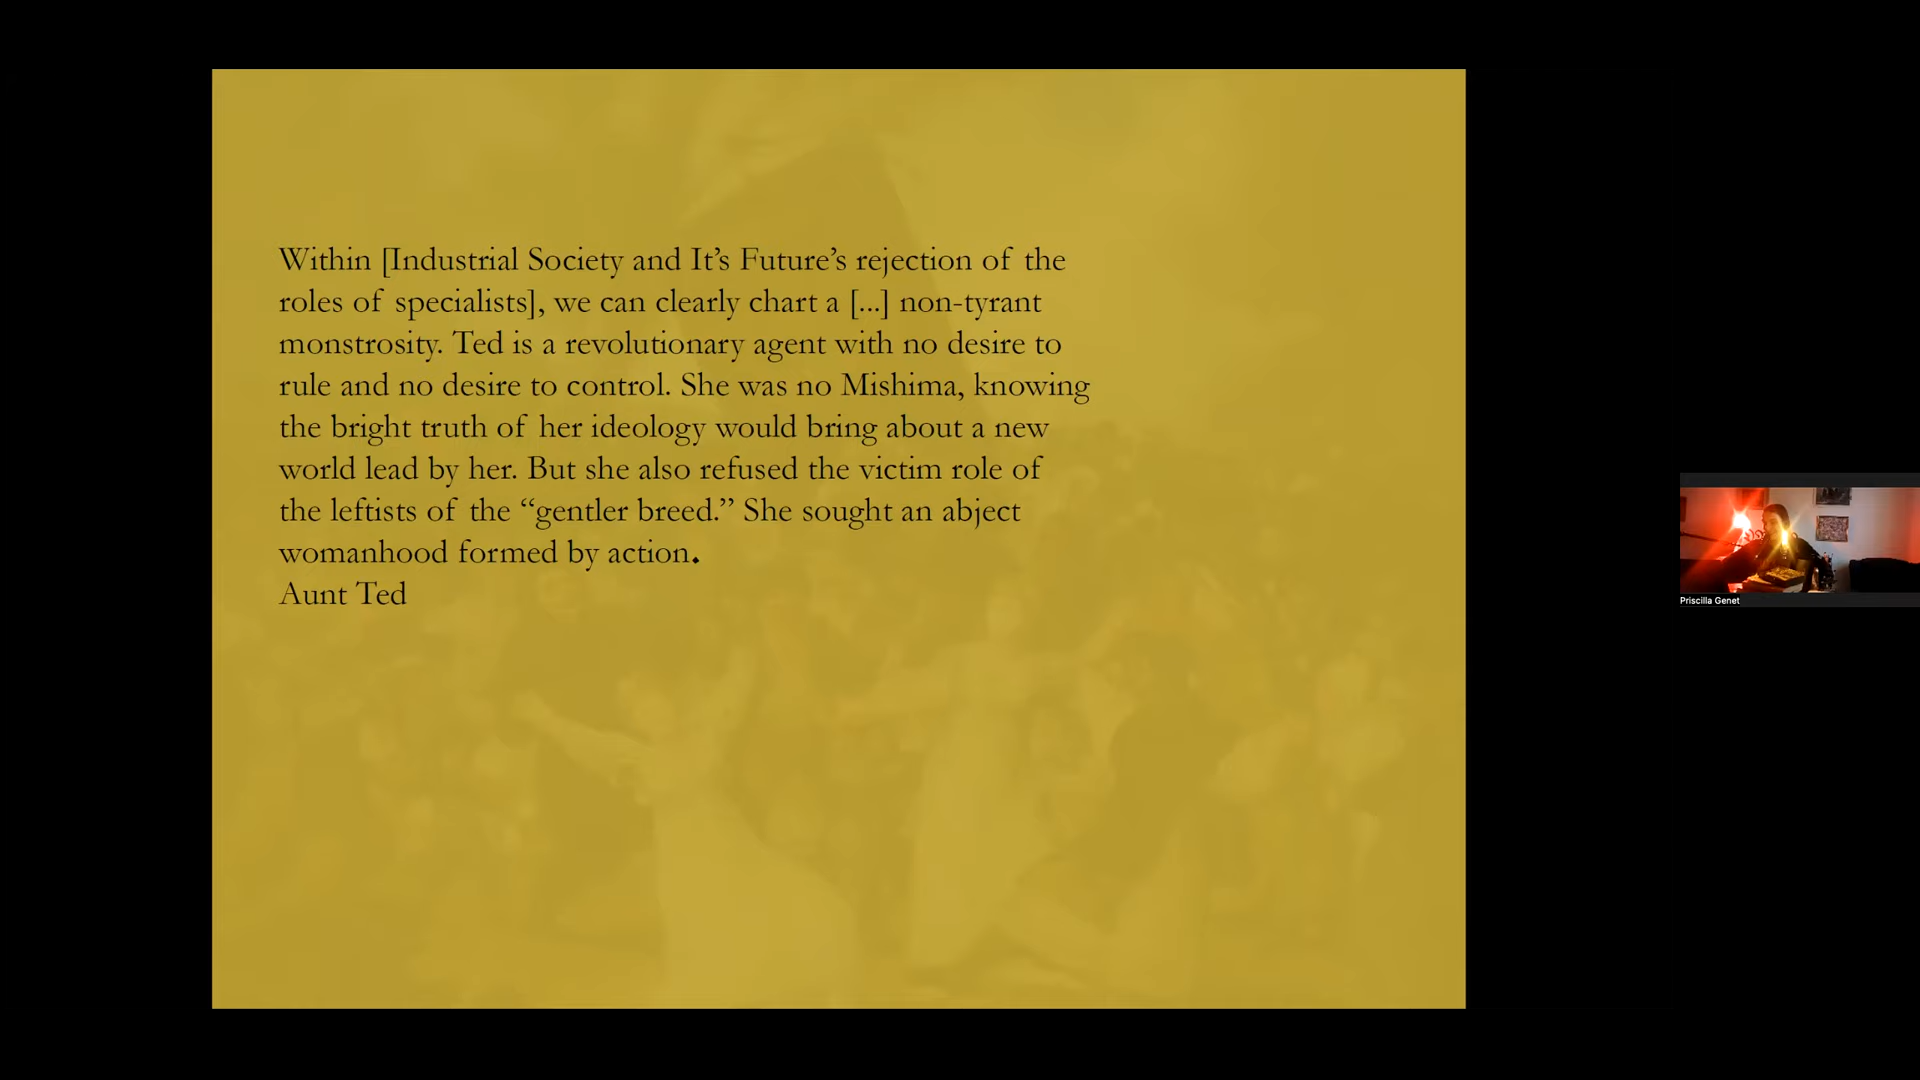 Within [Industrial Society and It’s Future’s rejection of the
roles of specialists], we can clearly chart a [...] non-tyrant
monstrosity. Ted is a revolutionary agent with no desire to
rule and no desire to control. She was no Mishima, knowing
the bright truth of her ideology would bring about a new
world lead by her. But she also refused the victim role of
the leftists of the “gentler breed.” She sought an abject
womanhood formed by action.
Aunt Ted
Priscilla Genet